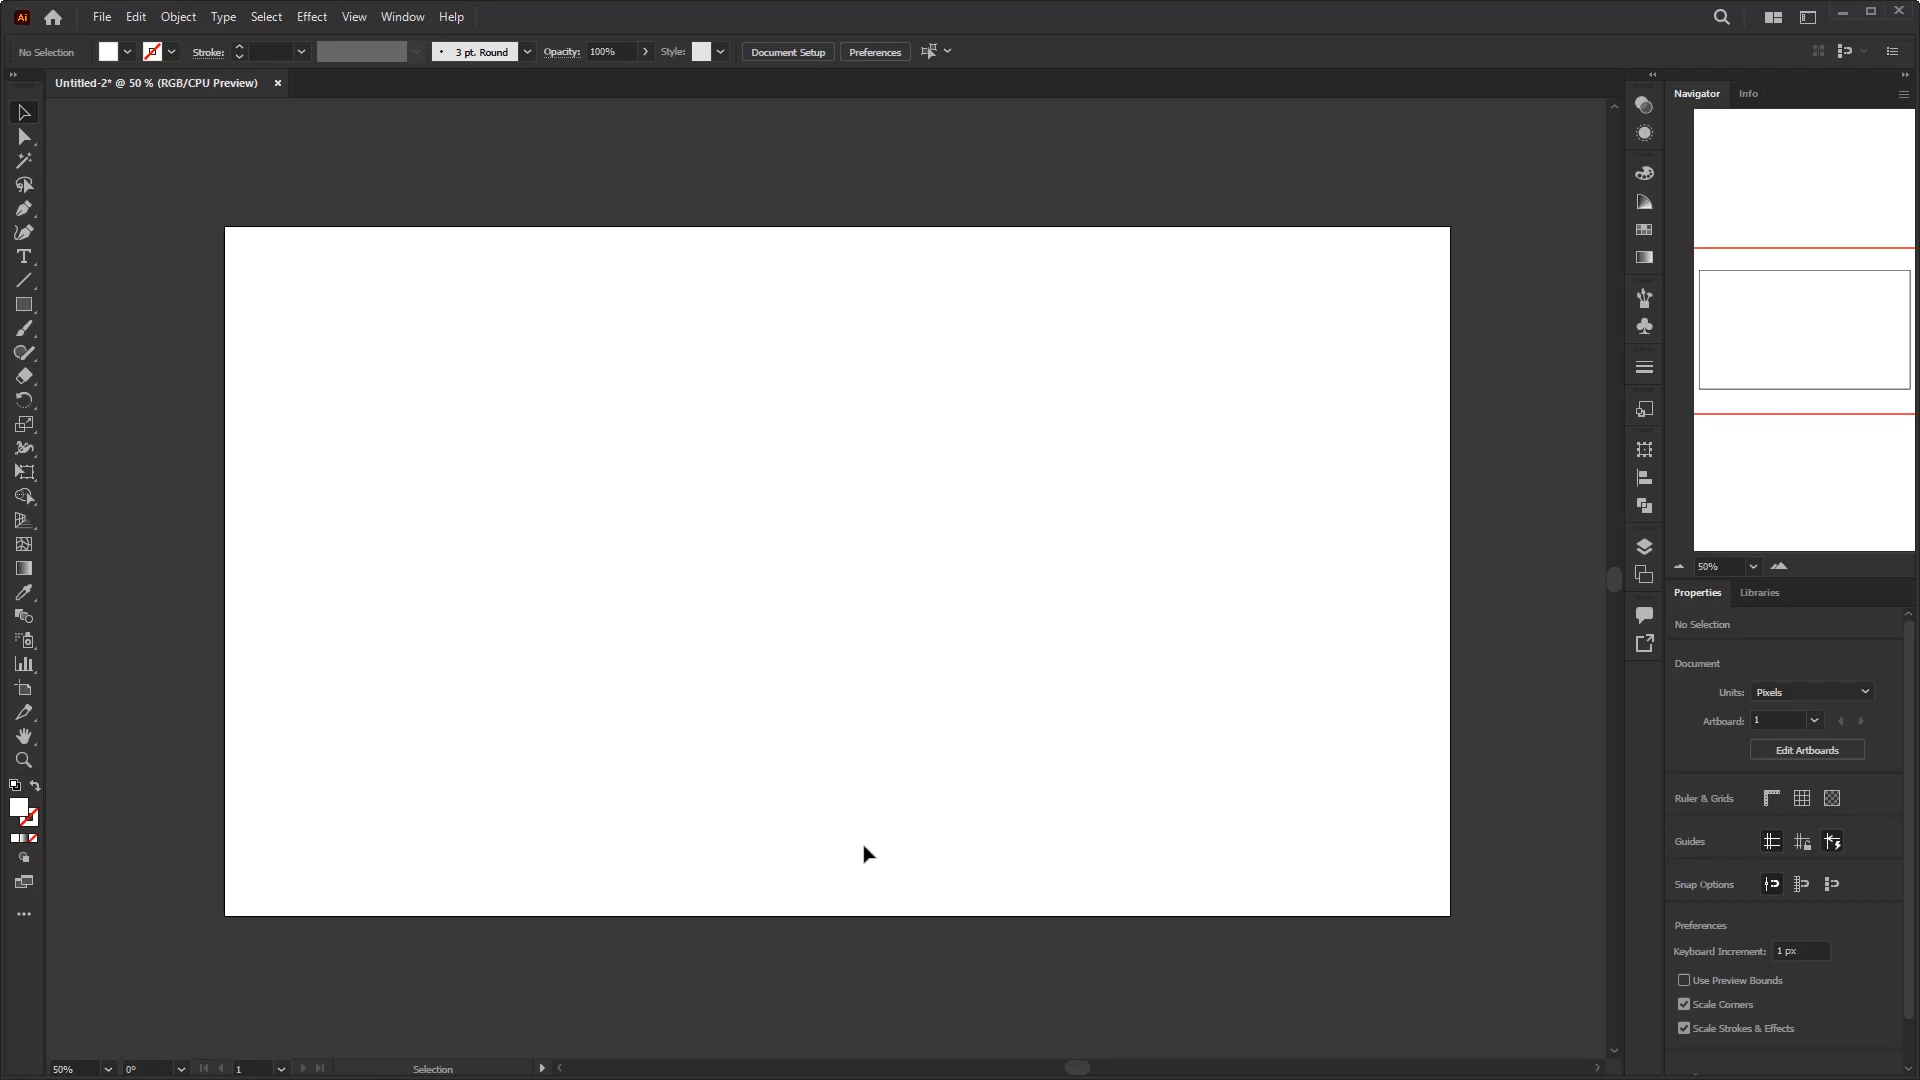 Ai File Edit Object Type Select Effect View Window Help
No Selection Stroke: 3 pt. Round Opacity: 100% Style: Document Setup Preferences
Untitled-2* @ 50 % (RGB/CPU Preview) ×
Navigator Info
50%
Properties Libraries
No Selection
Document
Units: Pixels
Artboard: 1
Edit Artboards
Ruler & Grids
Guides
Snap Options
Preferences
Keyboard Increment: 1 px
Use Preview Bounds
Scale Corners
Scale Strokes & Effects
50% 0° 1 Selection